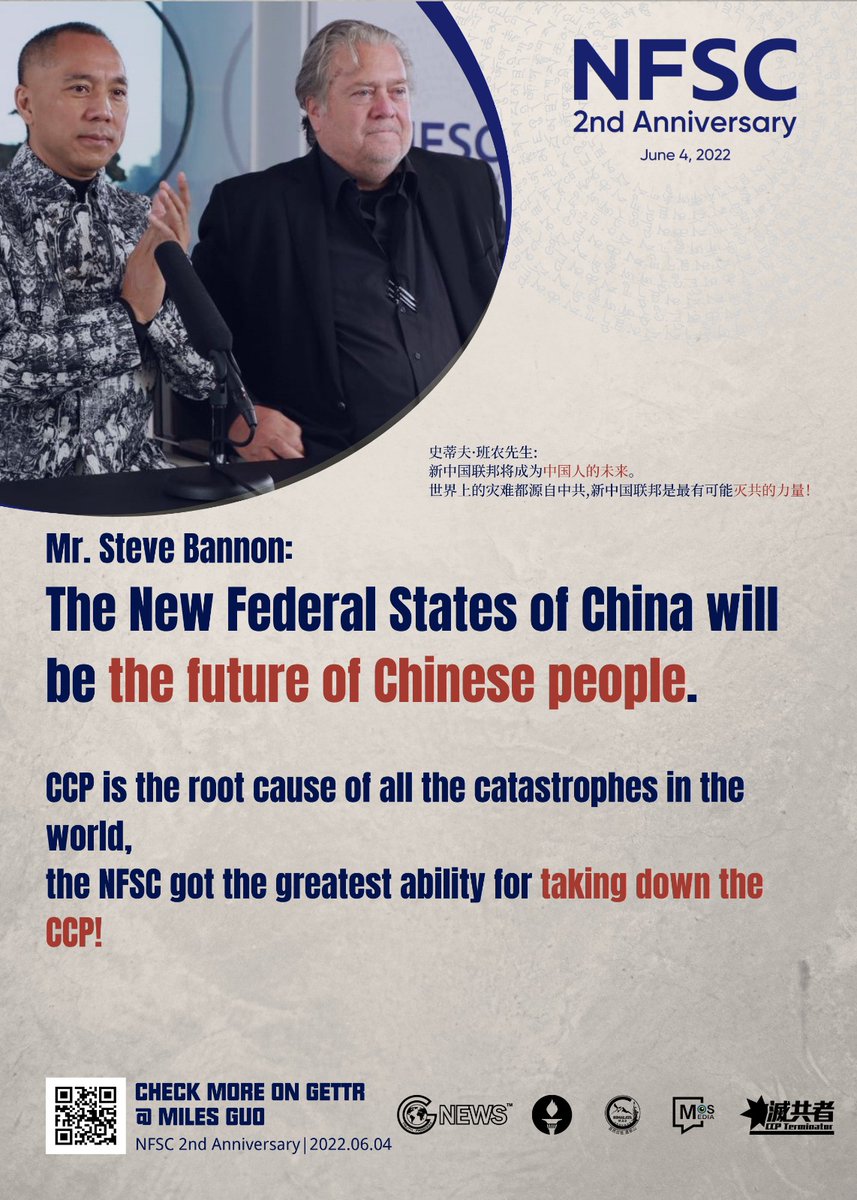 NFSC
2nd Anniversary
June 4, 2022
史蒂夫·班农先生:
新中国联邦将成为中国人的未来。
世界上的灾难都源自中共,新中国联邦是最有可能灭共的力量!
Mr. Steve Bannon:
The New Federal States of China will
be the future of Chinese people.
CCP is the root cause of all the catastrophes in the
world,
the NFSC got the greatest ability for taking down the
CCP!
CHECK MORE ON GETTR
@ MILES GUO
NFSC 2nd Anniversary|2022.06.04
GNEWS™
MOS
MEDIA
滅共者
CCP Terminator